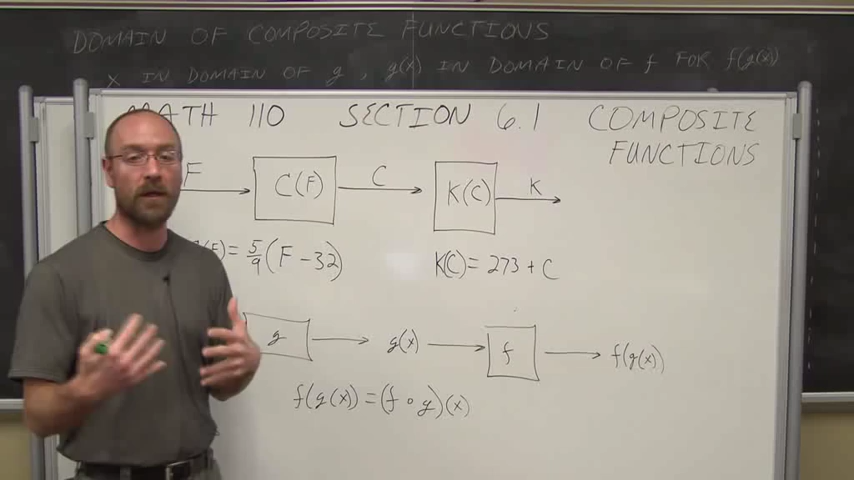 DOMAIN OF COMPOSITE FUNCTIONS
x IN DOMAIN OF g , g(x) IN DOMAIN OF f FOR f(g(x))
MATH 110 SECTION 6.1 COMPOSITE
FUNCTIONS
F C(F) C K(C) K
(F) = 5/9 (F - 32) K(C) = 273 + C
g g(x) f f(g(x))
f(g(x)) = (f ∘ g)(x)